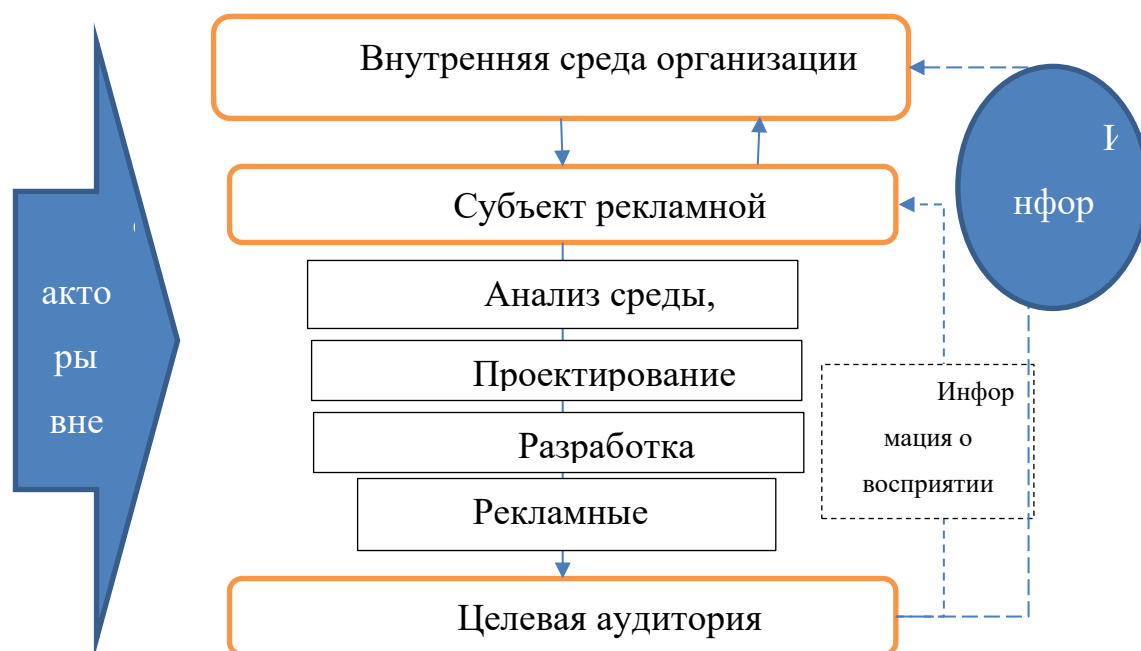 Внутренняя среда организации
И
нфор
Субъект рекламной
акто
ры
вне
Анализ среды,
Проектирование
Инфор
мация о
восприятии
Разработка
Рекламные
Целевая аудитория